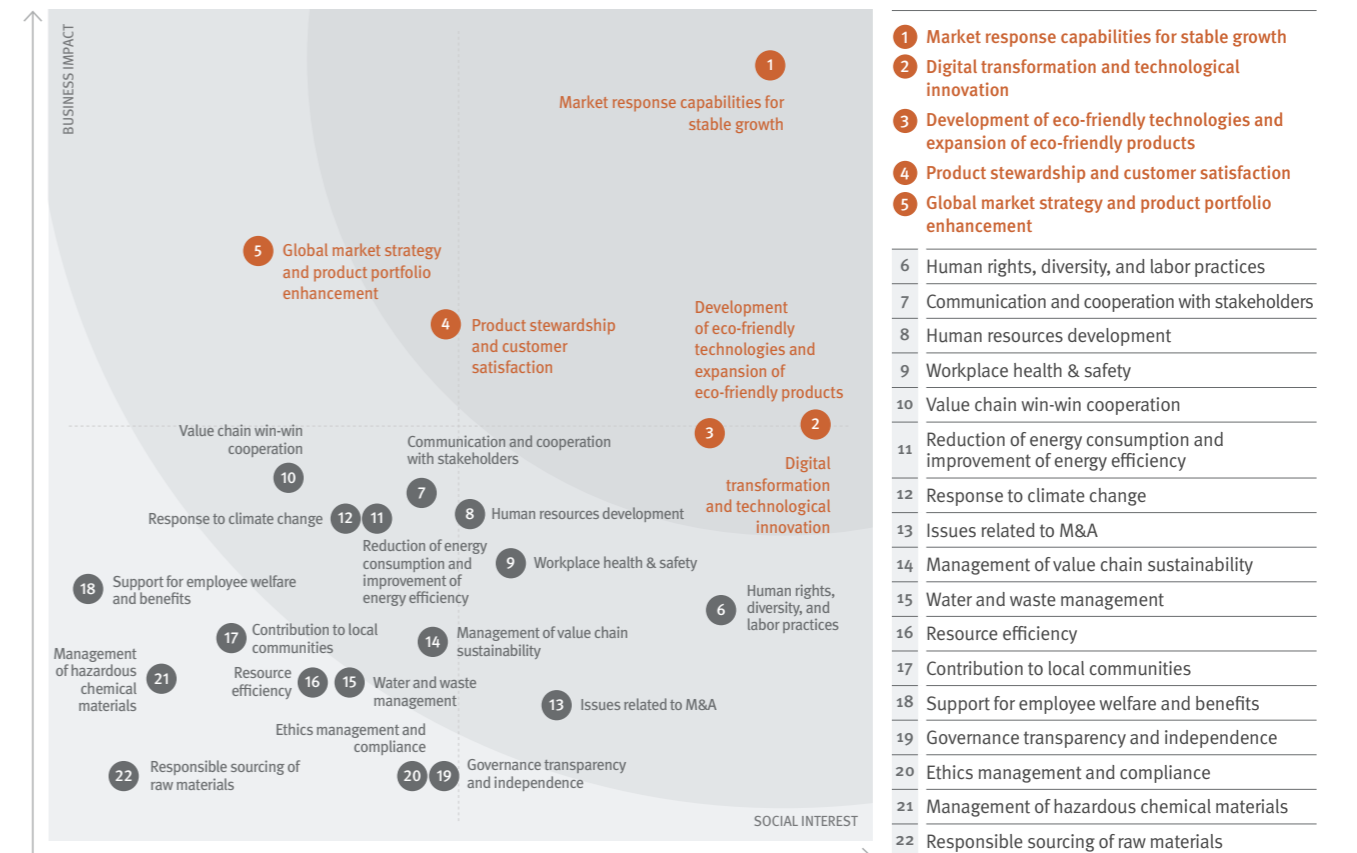 BUSINESS IMPACT
1
Market response capabilities for
stable growth
5
Global market strategy
and product portfolio
enhancement
4
Product stewardship
and customer
satisfaction
Development
of eco-friendly
technologies and
expansion of
eco-friendly products
3
2
Digital
transformation
and technological
innovation
Value chain win-win
cooperation
10
Communication and cooperation
with stakeholders
7
Response to climate change
12
11
Reduction of energy
consumption and
improvement of
energy efficiency
8
Human resources development
9
Workplace health & safety
18
Support for employee welfare
and benefits
6
Human rights,
diversity, and
labor practices
17
Contribution to local
communities
14
Management of value chain
sustainability
Management
of hazardous
chemical
materials
21
Resource
efficiency
16
15
Water and waste
management
13
Issues related to M&A
Ethics management and
compliance
20
19
Governance transparency
and independence
22
Responsible sourcing of
raw materials
SOCIAL INTEREST
1 Market response capabilities for stable growth
2 Digital transformation and technological
innovation
3 Development of eco-friendly technologies and
expansion of eco-friendly products
4 Product stewardship and customer satisfaction
5 Global market strategy and product portfolio
enhancement
6 Human rights, diversity, and labor practices
7 Communication and cooperation with stakeholders
8 Human resources development
9 Workplace health & safety
10 Value chain win-win cooperation
11 Reduction of energy consumption and
improvement of energy efficiency
12 Response to climate change
13 Issues related to M&A
14 Management of value chain sustainability
15 Water and waste management
16 Resource efficiency
17 Contribution to local communities
18 Support for employee welfare and benefits
19 Governance transparency and independence
20 Ethics management and compliance
21 Management of hazardous chemical materials
22 Responsible sourcing of raw materials